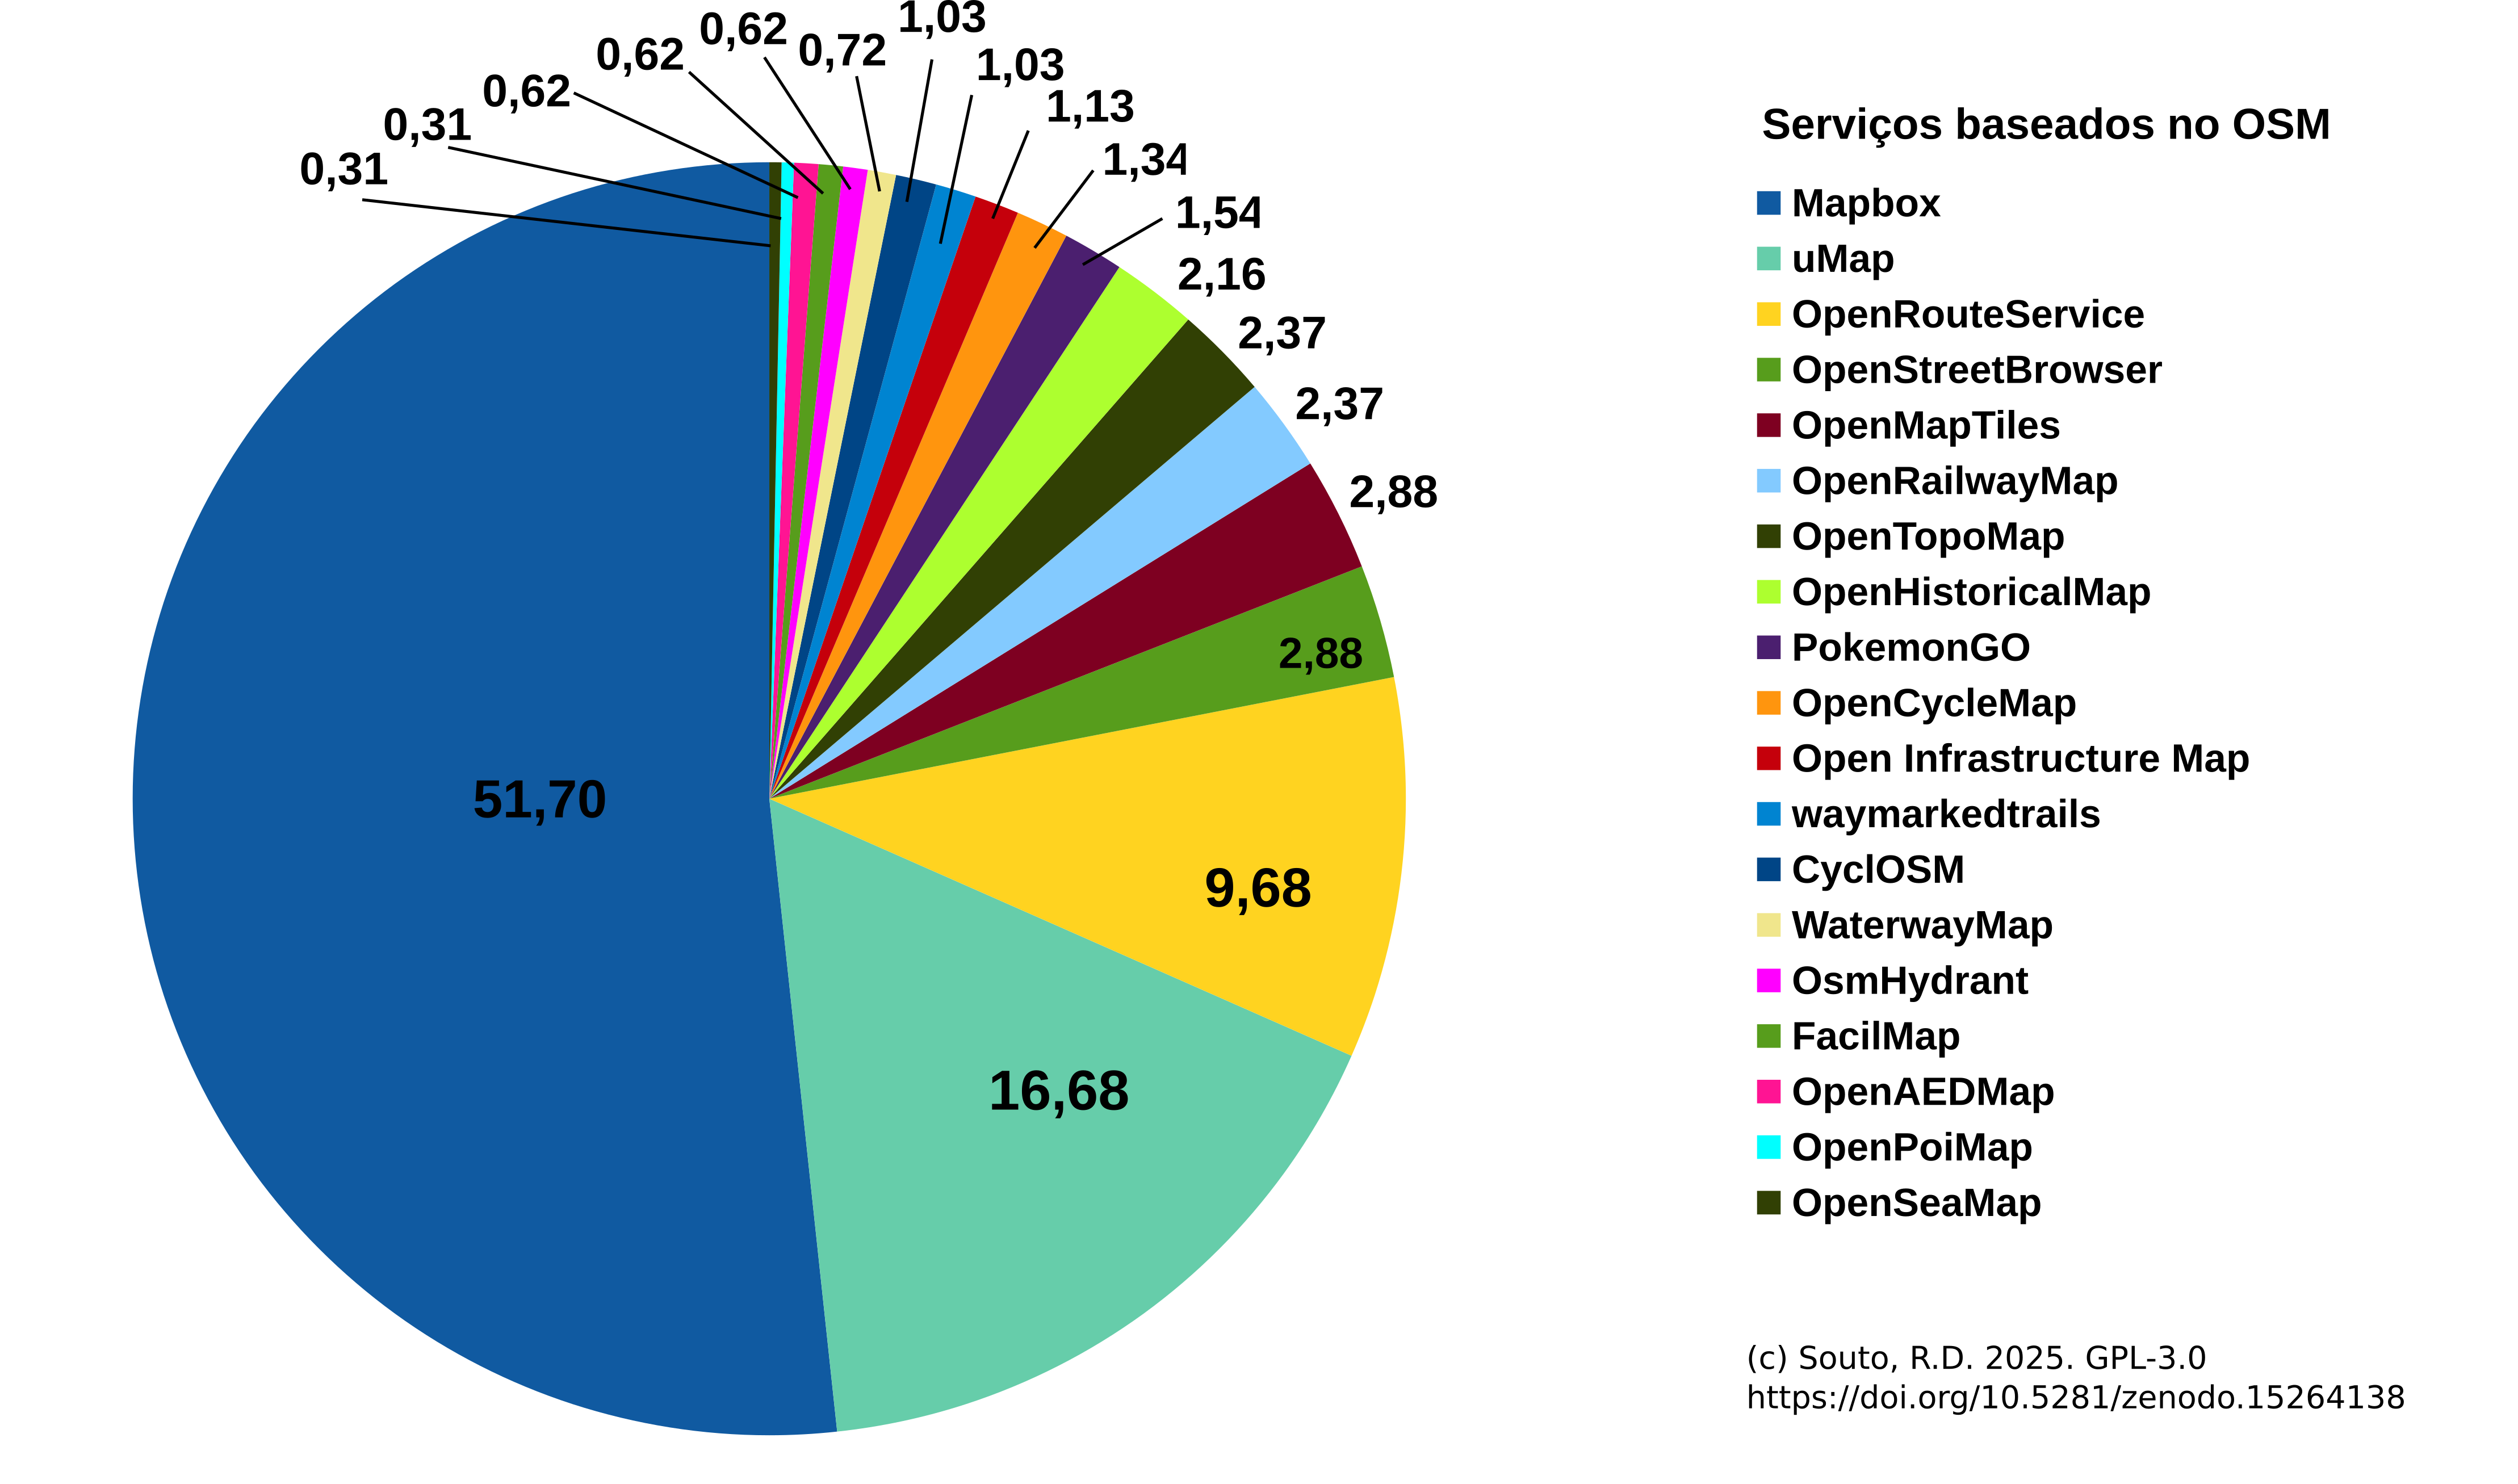 0,31
0,31
0,62
0,62
0,62
0,72
1,03
1,03
1,13
1,34
1,54
2,16
2,37
2,37
2,88
2,88
9,68
16,68
51,70
Serviços baseados no OSM
Mapbox
uMap
OpenRouteService
OpenStreetBrowser
OpenMapTiles
OpenRailwayMap
OpenTopoMap
OpenHistoricalMap
PokemonGO
OpenCycleMap
Open Infrastructure Map
waymarkedtrails
CyclOSM
WaterwayMap
OsmHydrant
FacilMap
OpenAEDMap
OpenPoiMap
OpenSeaMap
(c) Souto, R.D. 2025. GPL-3.0
https://doi.org/10.5281/zenodo.15264138